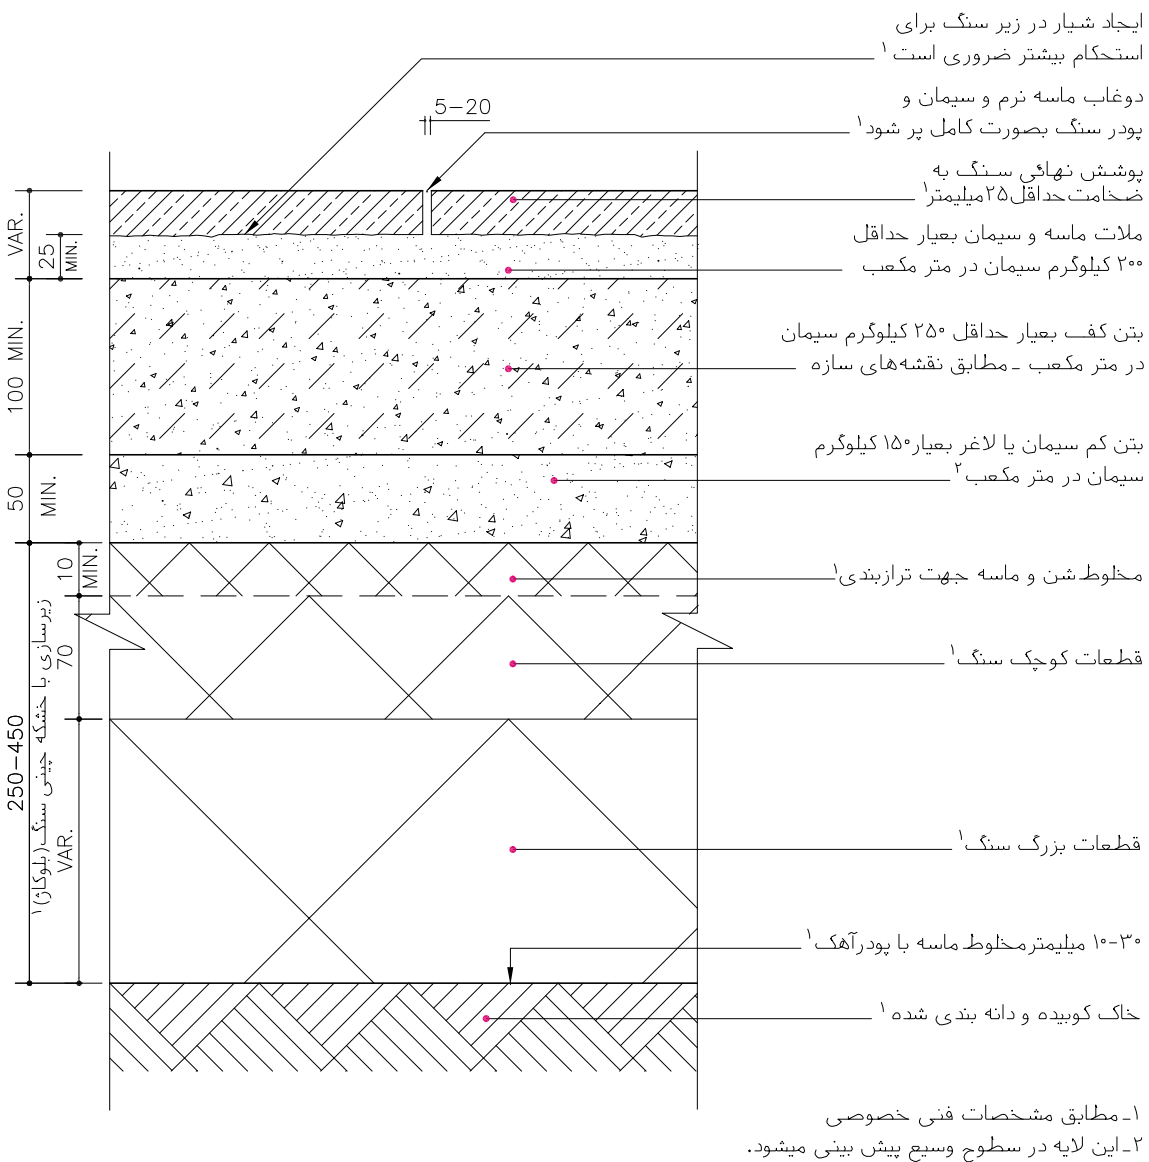 ایجاد شیار در زیر سنگ برای
استحکام بیشتر ضروری است ۱
5-20
دوغاب ماسه نرم و سیمان و
پودر سنگ بصورت کامل پر شود۱
پوشش نهائی سنگ به
ضخامت حداقل ۲۵میلیمتر۱
VAR.
25
MIN.
ملات ماسه و سیمان بعیار حداقل
۲۰۰ کیلوگرم سیمان در متر مکعب
100 MIN.
بتن کف بعیار حداقل ۲۵۰ کیلوگرم سیمان
در متر مکعب ـ مطابق نقشه‌های سازه
50
MIN.
بتن کم سیمان یا لاغر بعیار۱۵۰ کیلوگرم
سیمان در متر مکعب۲
10
MIN.
مخلوط شن و ماسه جهت ترازبندی۱
70
قطعات کوچک سنگ۱
250-450
زیرسازی با خشکه چینی سنگ(بلوکاژ)۱
VAR.
قطعات بزرگ سنگ۱
۱۰-۳۰ میلیمترمخلوط ماسه با پودرآهک۱
خاک کوبیده و دانه بندی شده ۱
۱ـ مطابق مشخصات فنی خصوصی
۲ـ این لایه در سطوح وسیع پیش بینی میشود.